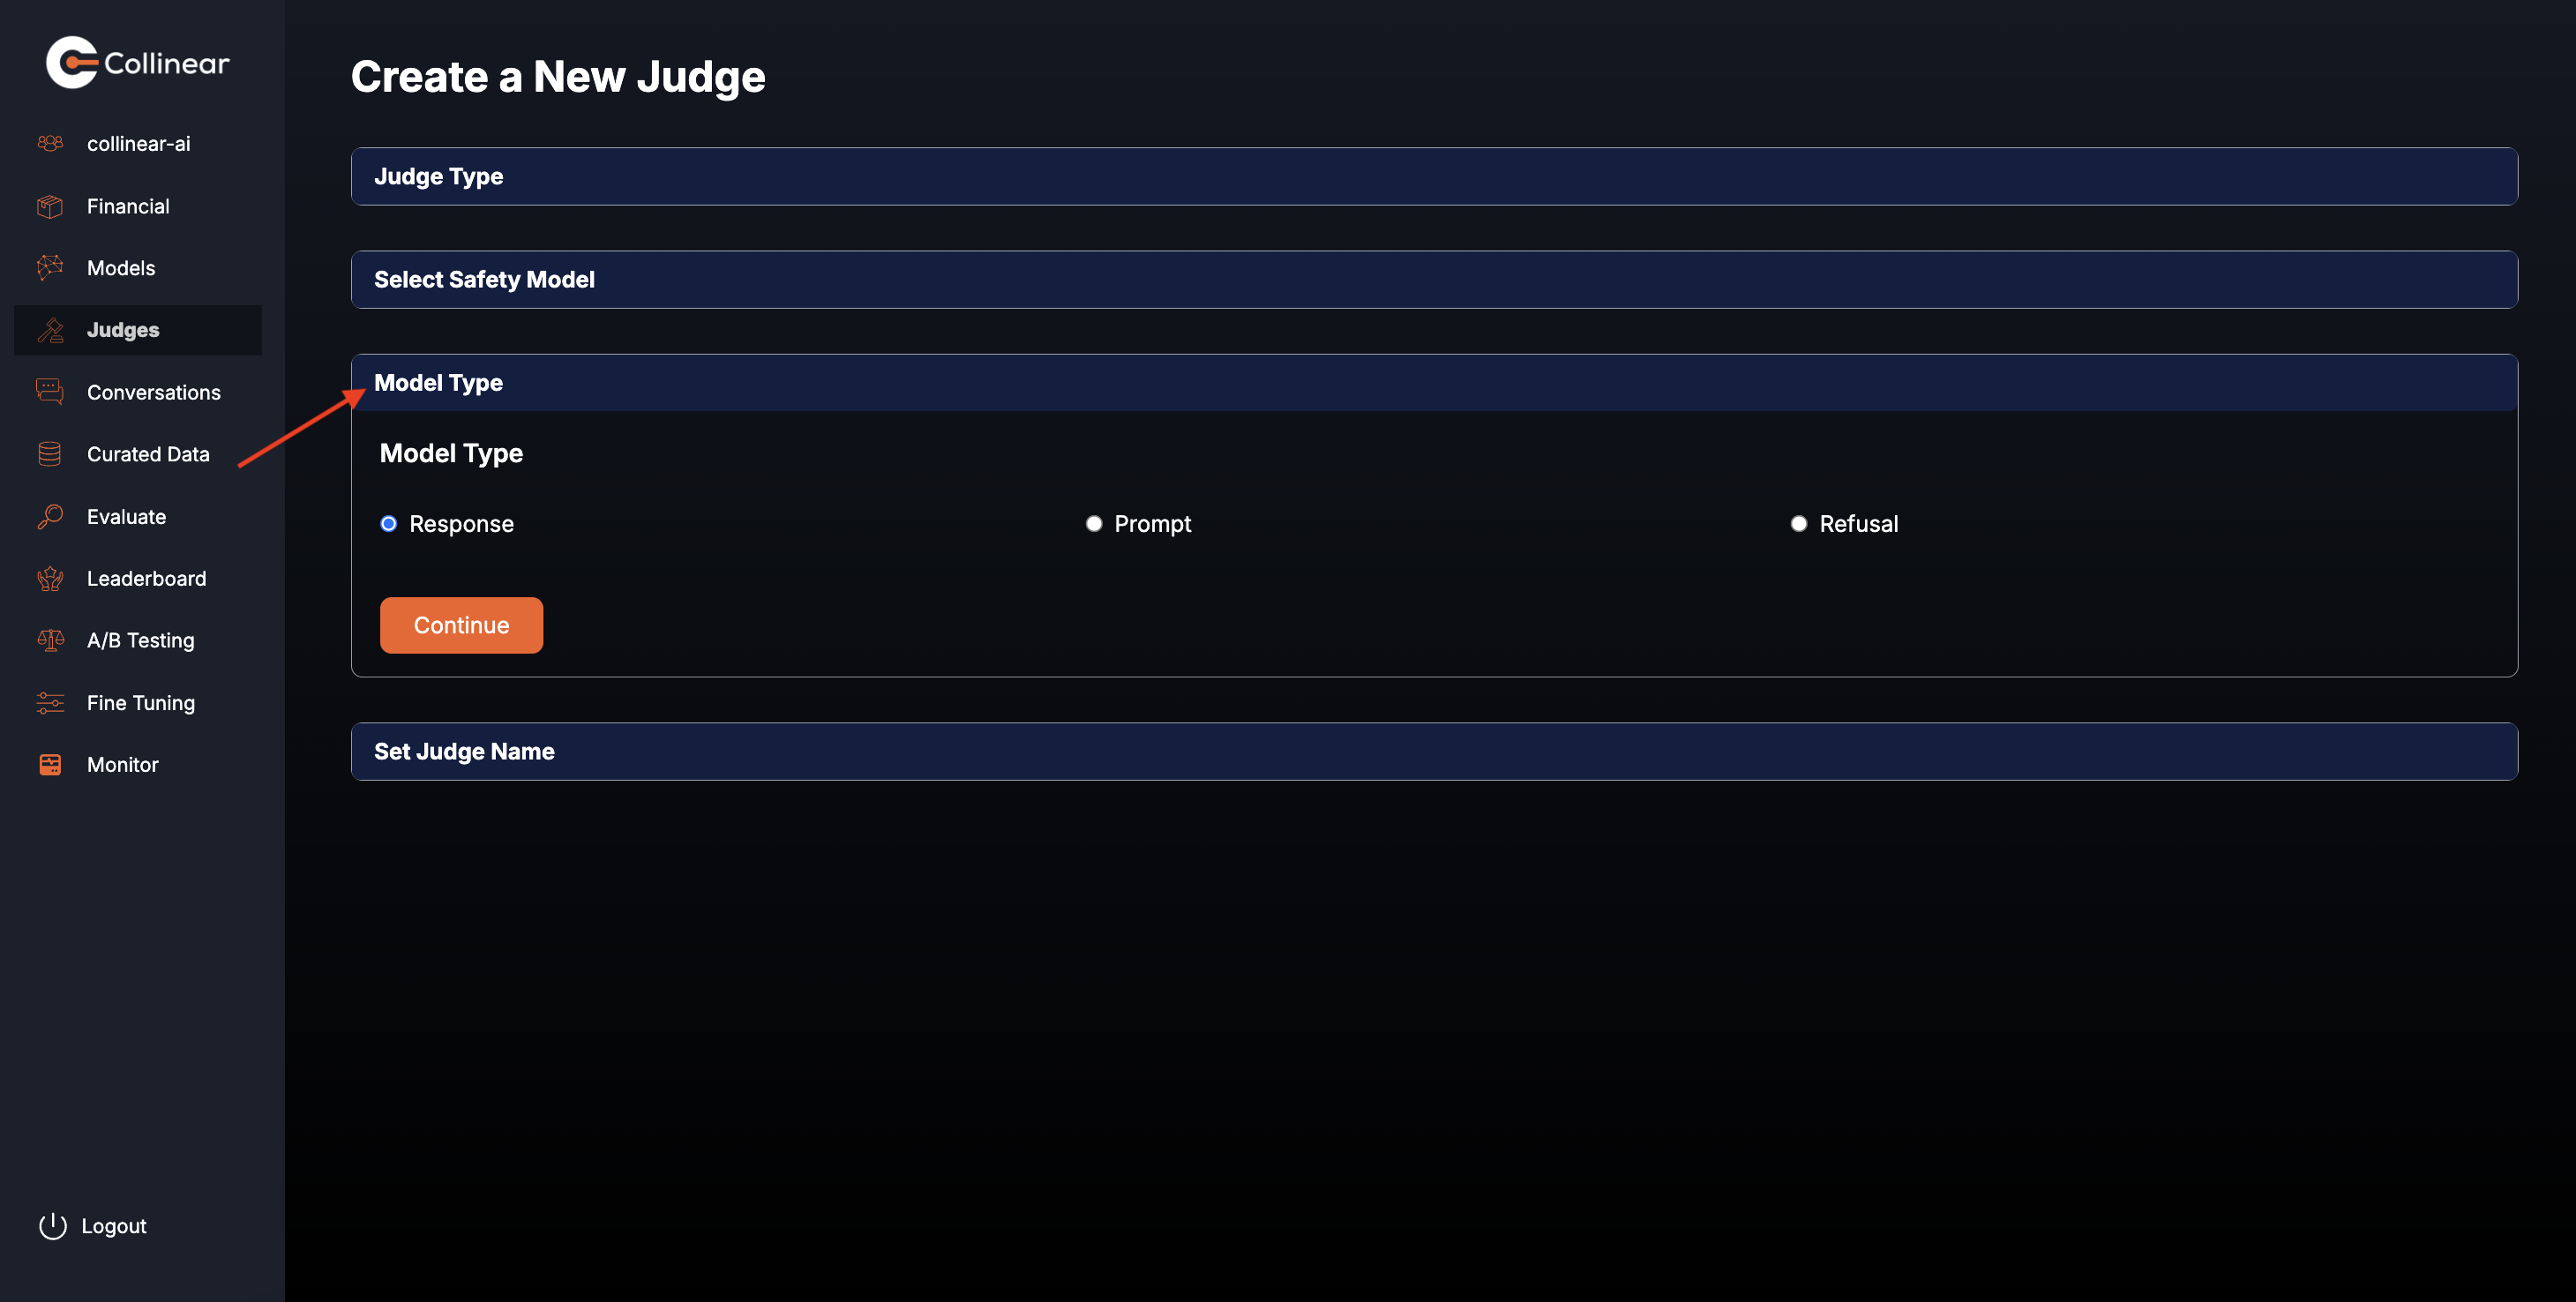 Collinear
collinear-ai
Financial
Models
Judges
Conversations
Curated Data
Evaluate
Leaderboard
A/B Testing
Fine Tuning
Monitor
Logout
Create a New Judge
Judge Type
Select Safety Model
Model Type
Model Type
Response
Prompt
Refusal
Continue
Set Judge Name